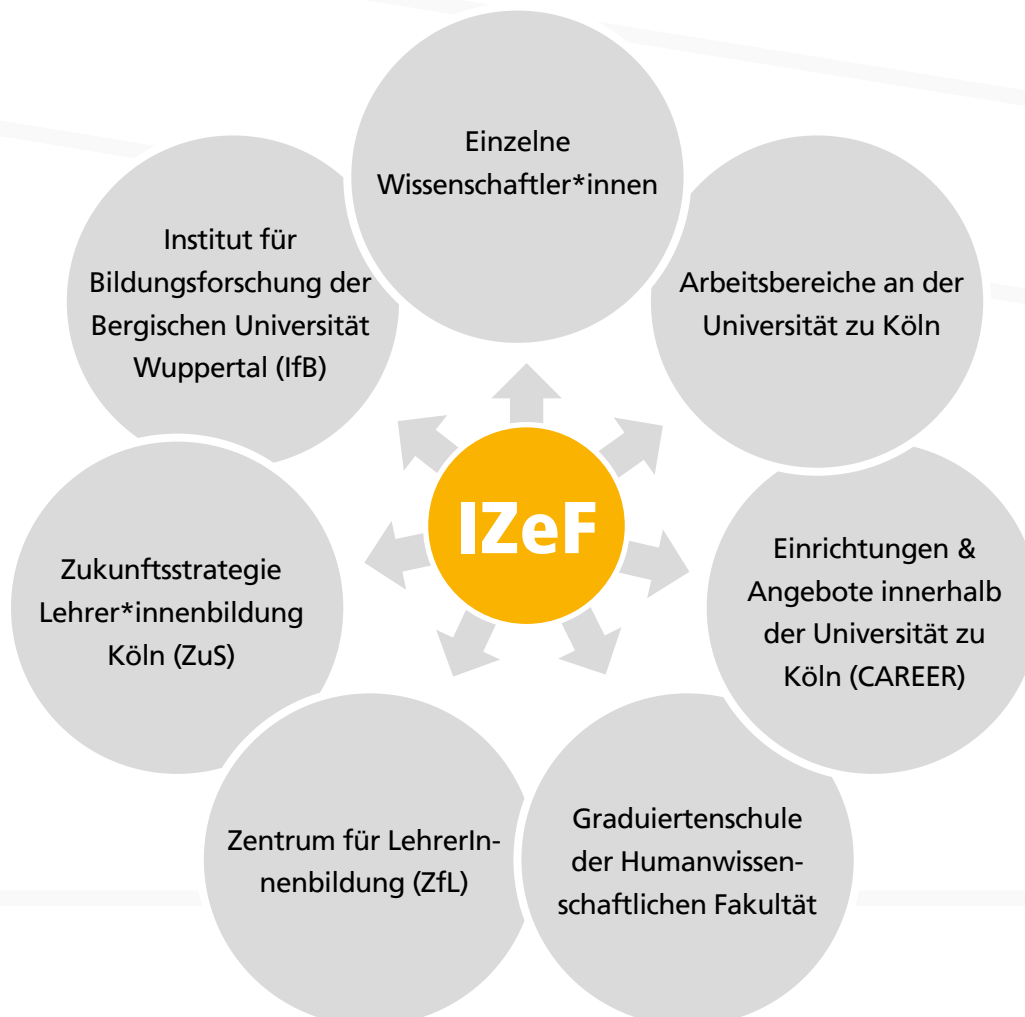 Einzelne
Wissenschaftler*innen
Arbeitsbereiche an der
Universität zu Köln
Einrichtungen &
Angebote innerhalb
der Universität zu
Köln (CAREER)
Graduiertenschule
der Humanwissen-
schaftlichen Fakultät
Zentrum für LehrerIn-
nenbildung (ZfL)
Zukunftsstrategie
Lehrer*innenbildung
Köln (ZuS)
Institut für
Bildungsforschung der
Bergischen Universität
Wuppertal (IfB)
IZeF